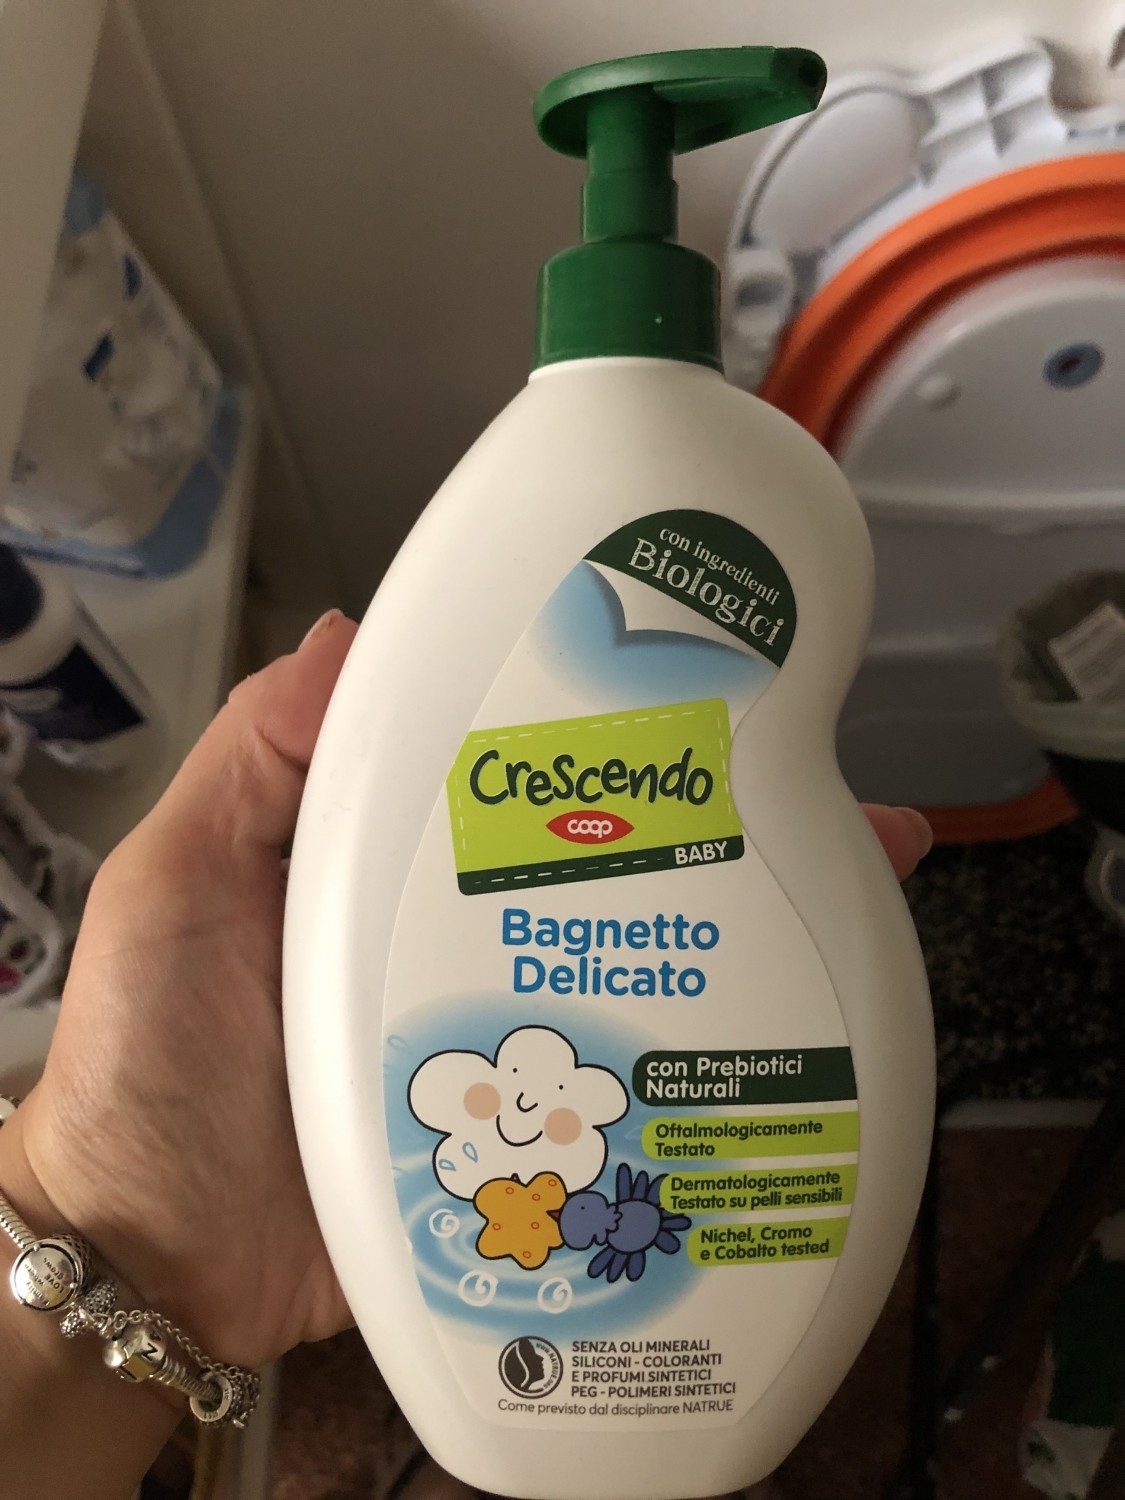 con ingredienti
Biologici
Crescendo
coop
BABY
Bagnetto
Delicato
con Prebiotici
Naturali
Oftalmologicamente
Testato
Dermatologicamente
Testato su pelli sensibili
Nichel, Cromo
e Cobalto tested
SENZA OLI MINERALI
SILICONI - COLORANTI
E PROFUMI SINTETICI
PEG - POLIMERI SINTETICI
Come previsto dal disciplinare NATRUE
N